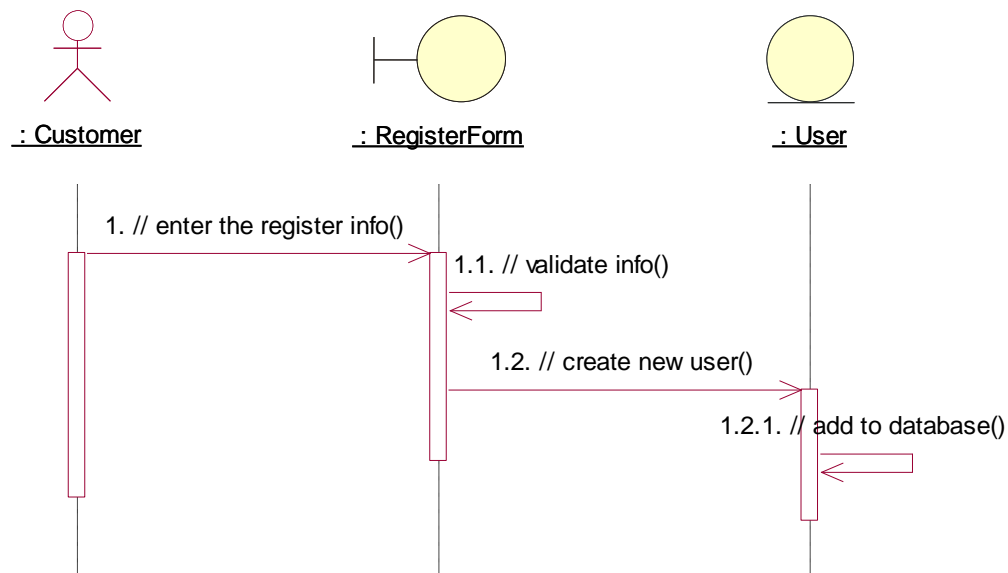 : Customer
: RegisterForm
: User
1. // enter the register info()
1.1. // validate info()
1.2. // create new user()
1.2.1. // add to database()